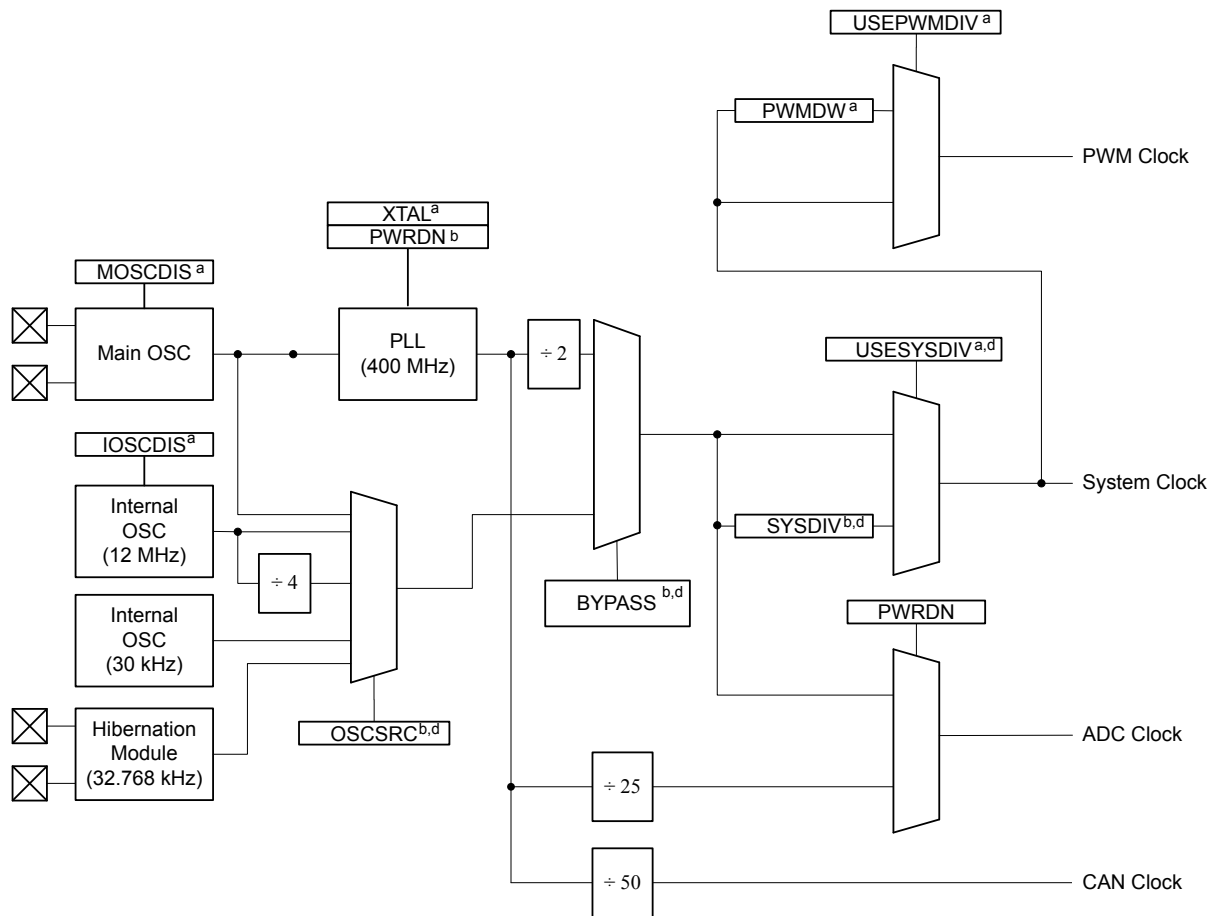 USEPWMDIV a
PWMDW a
PWM Clock
XTAL a
PWRDN b
MOSCDIS a
Main OSC
PLL
(400 MHz)
÷ 2
USESYSDIV a,d
IOSCDIS a
Internal
OSC
(12 MHz)
÷ 4
System Clock
SYSDIV b,d
BYPASS b,d
Internal
OSC
(30 kHz)
PWRDN
OSCSRC b,d
Hibernation
Module
(32.768 kHz)
ADC Clock
÷ 25
÷ 50
CAN Clock